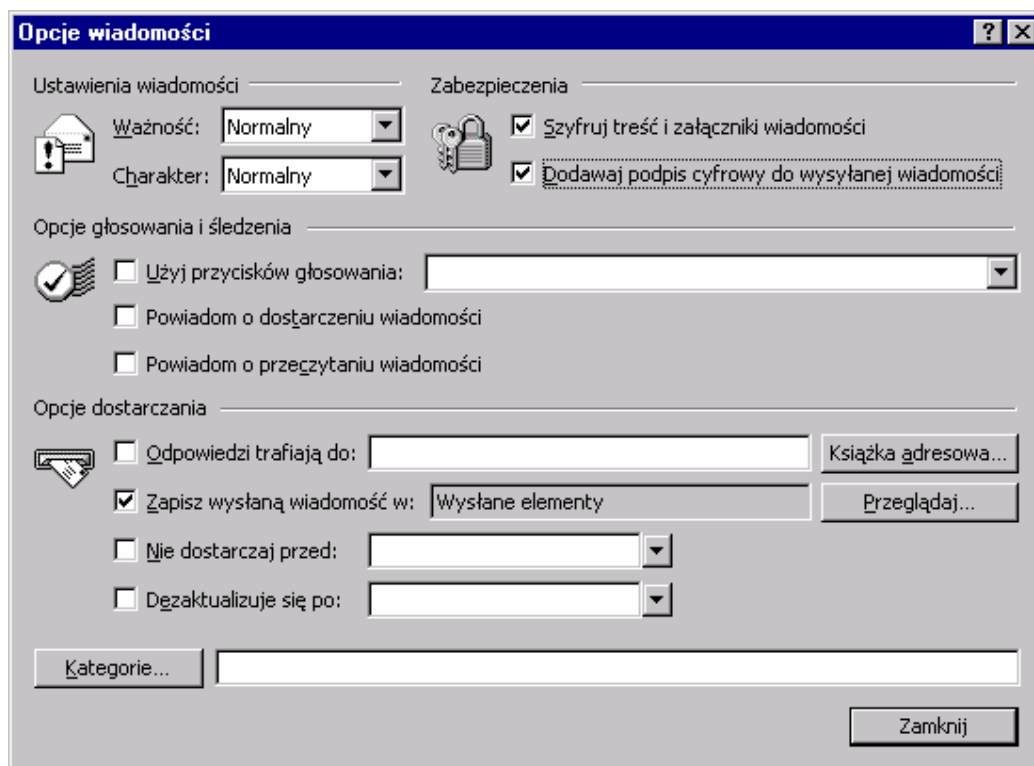 Opcje wiadomości
Ustawienia wiadomości
Zabezpieczenia
Ważność: Normalny
Szyfruj treść i załączniki wiadomości
Charakter: Normalny
Dodawaj podpis cyfrowy do wysyłanej wiadomości
Opcje głosowania i śledzenia
Użyj przycisków głosowania:
Powiadom o dostarczeniu wiadomości
Powiadom o przeczytaniu wiadomości
Opcje dostarczania
Odpowiedzi trafiają do: Książka adresowa...
Zapisz wysłaną wiadomość w: Wysłane elementy Przeglądaj...
Nie dostarczaj przed:
Dezaktualizuje się po:
Kategorie...
Zamknij